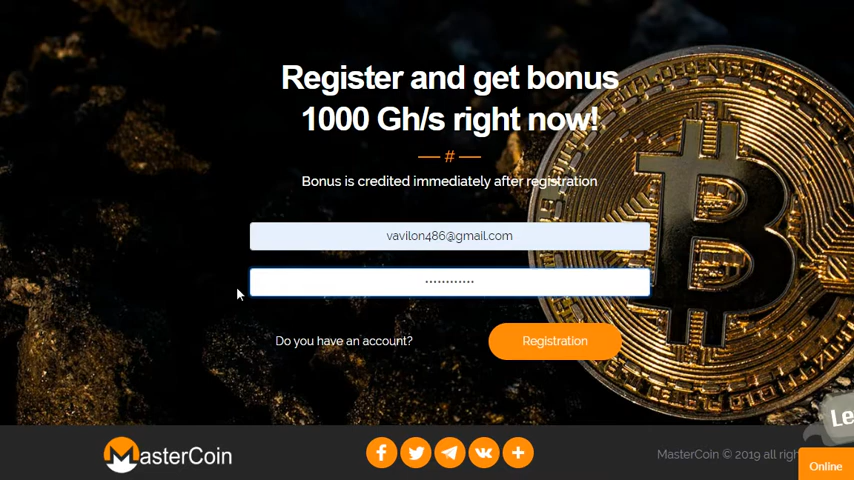 Register and get bonus
1000 Gh/s right now!
#
Bonus is credited immediately after registration
vavilon486@gmail.com
Do you have an account?
Registration
MasterCoin
MasterCoin © 2019 all
Online